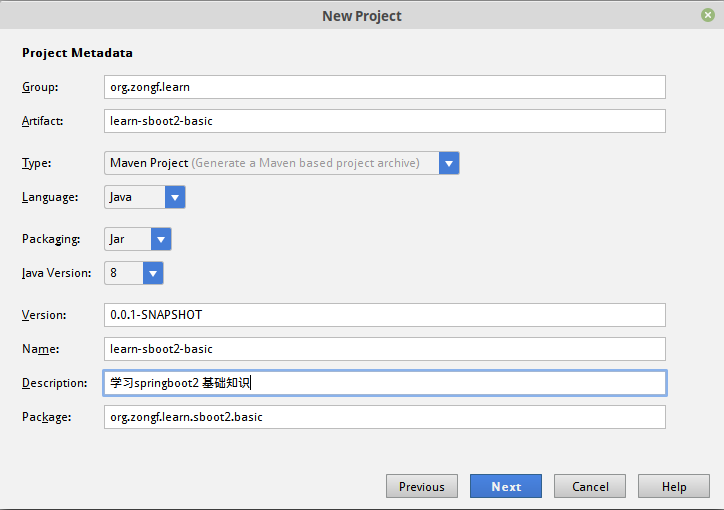 New Project
Project Metadata
Group: org.zongf.learn
Artifact: learn-sboot2-basic
Type: Maven Project (Generate a Maven based project archive)
Language: Java
Packaging: Jar
Java Version: 8
Version: 0.0.1-SNAPSHOT
Name: learn-sboot2-basic
Description: 学习springboot2 基础知识
Package: org.zongf.learn.sboot2.basic
Previous Next Cancel Help